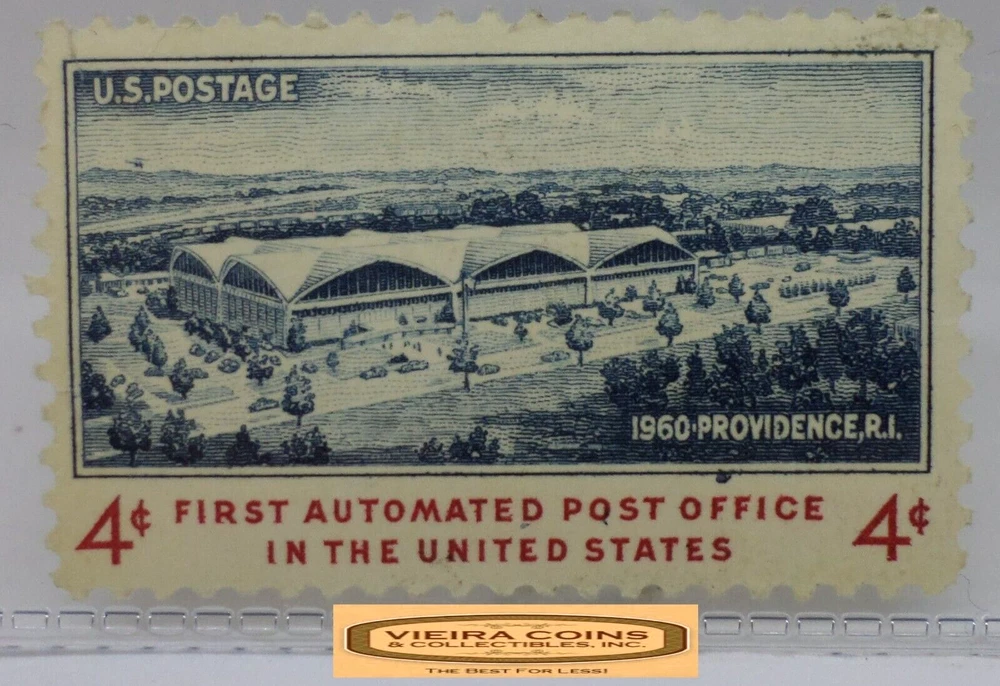 U.S.POSTAGE
1960·PROVIDENCE,R.I.
4¢ FIRST AUTOMATED POST OFFICE 4¢
IN THE UNITED STATES
VIEIRA COINS
& COLLECTIBLES, INC.
THE BEST FOR LESS!